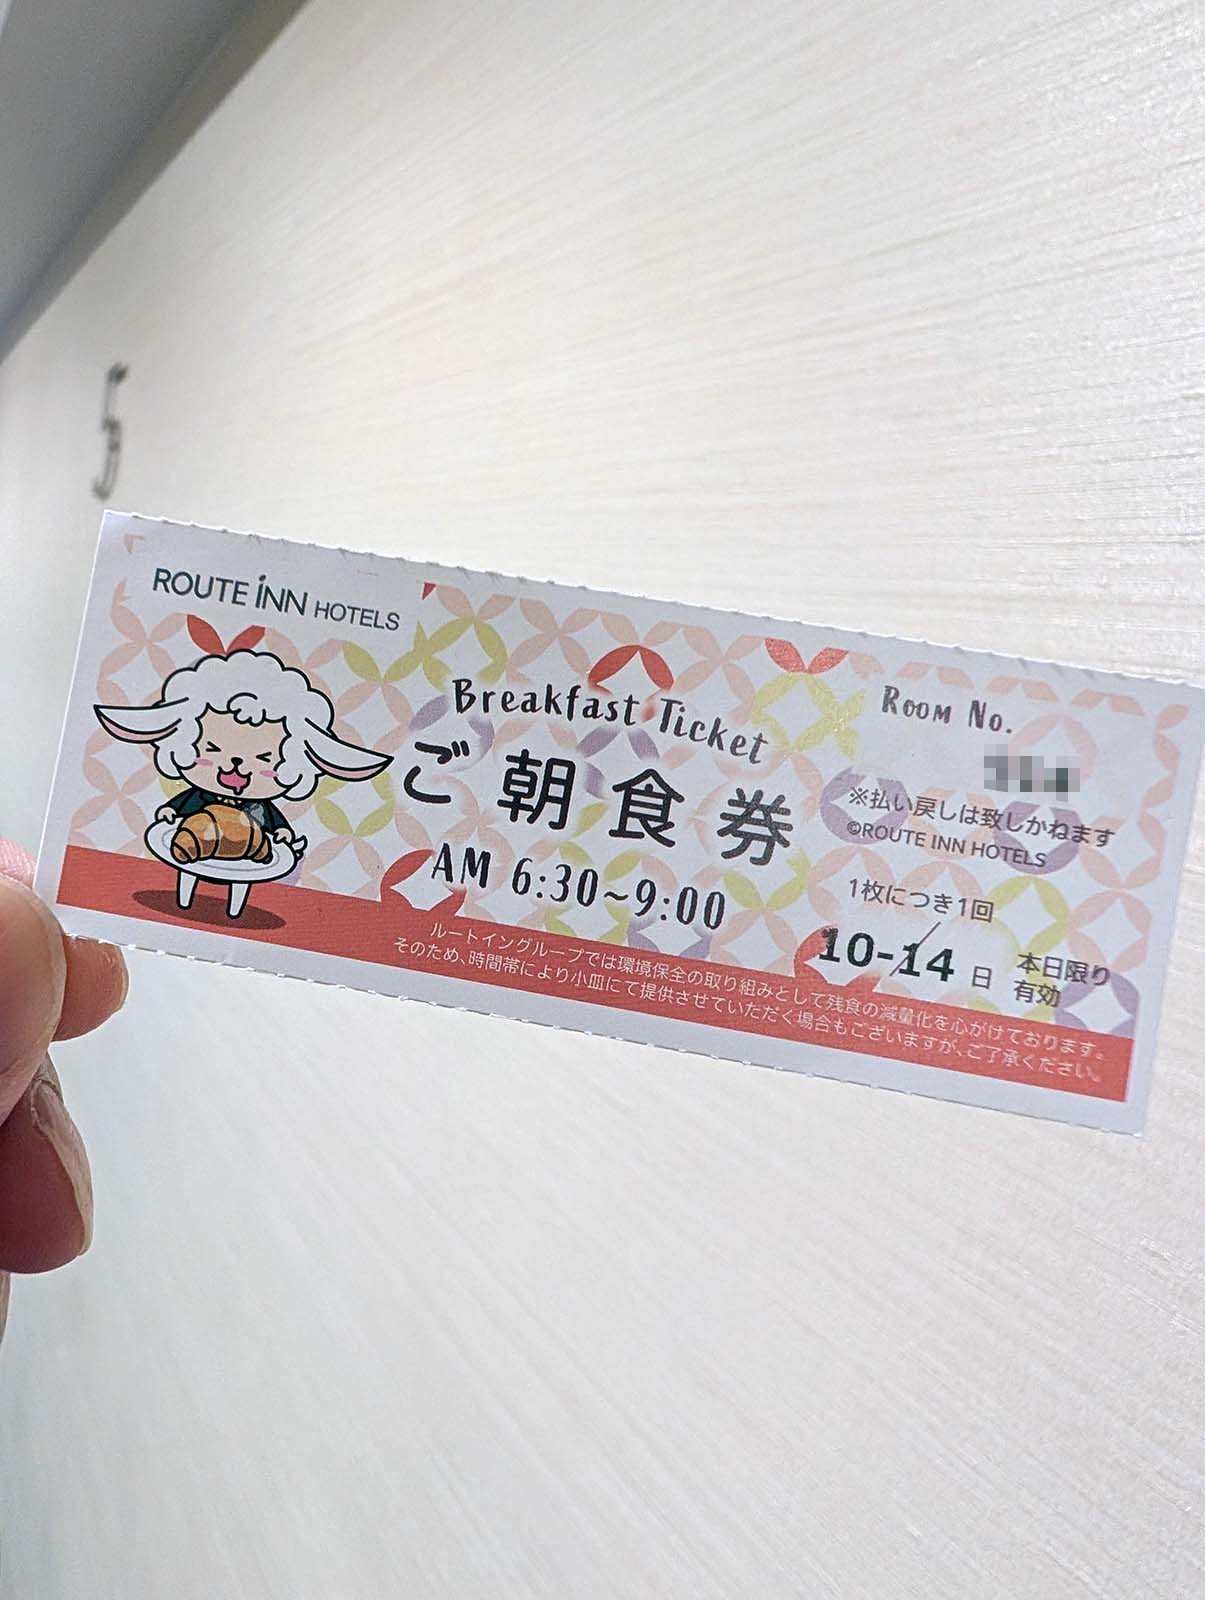 ROUTE iNN HOTELS
Breakfast Ticket
ご朝食券
AM 6:30~9:00
ROOM No.
※払い戻しは致しかねます
©ROUTE INN HOTELS
1枚につき1回
10-14日
本日限り
有効
ルートイングループでは環境保全の取り組みとして残食の減量化を心がけております。
そのため、時間帯により小皿にて提供させていただく場合もございますが、ご了承ください。